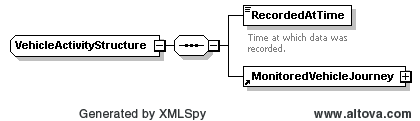 RecordedAtTime
VehicleActivityStructure
Time at which data was
recorded.
MonitoredVehicleJourney
Generated by XMLSpy
www.altova.com